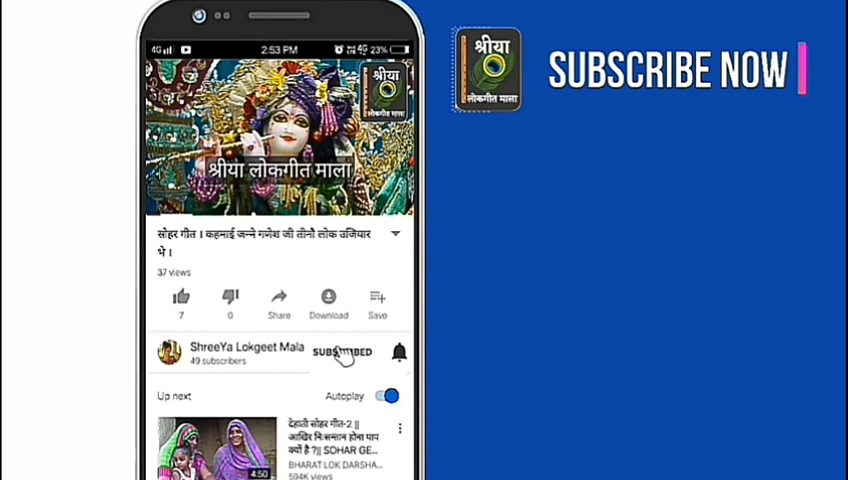 4G
2:53 PM
4G 23%
श्रीया
लोकगीत माला
श्रीया लोकगीत माला
सोहर गीत । कहमाई जन्मे गणेश जी तीनौ लोक उजियार
भे ।
37 views
7
0
Share
Download
Save
ShreeYa Lokgeet Mala
SUBSCRIBED
49 subscribers
Up next
Autoplay
देहाती सोहर गीत-2 ||
आखिर निःसन्तान होना पाप
क्यों है ?|| SOHAR GE...
BHARAT LOK DARSHA...
594K views
4:50
श्रीया
लोकगीत माला
SUBSCRIBE NOW